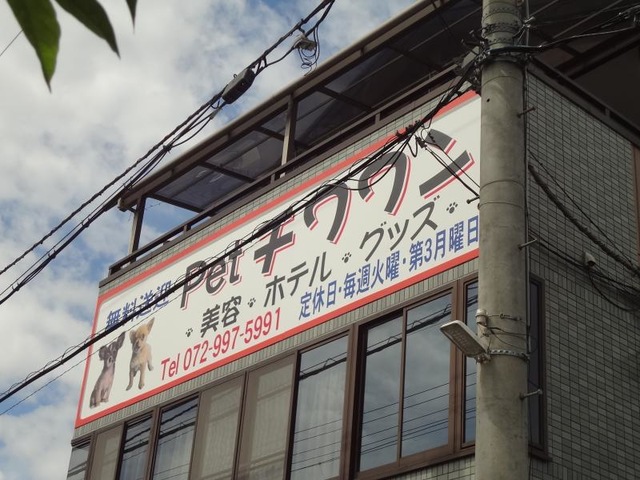 無料送迎
Pet チワワン
美容 ホテル グッズ
Tel 072-997-5991
定休日・毎週火曜・第3月曜日